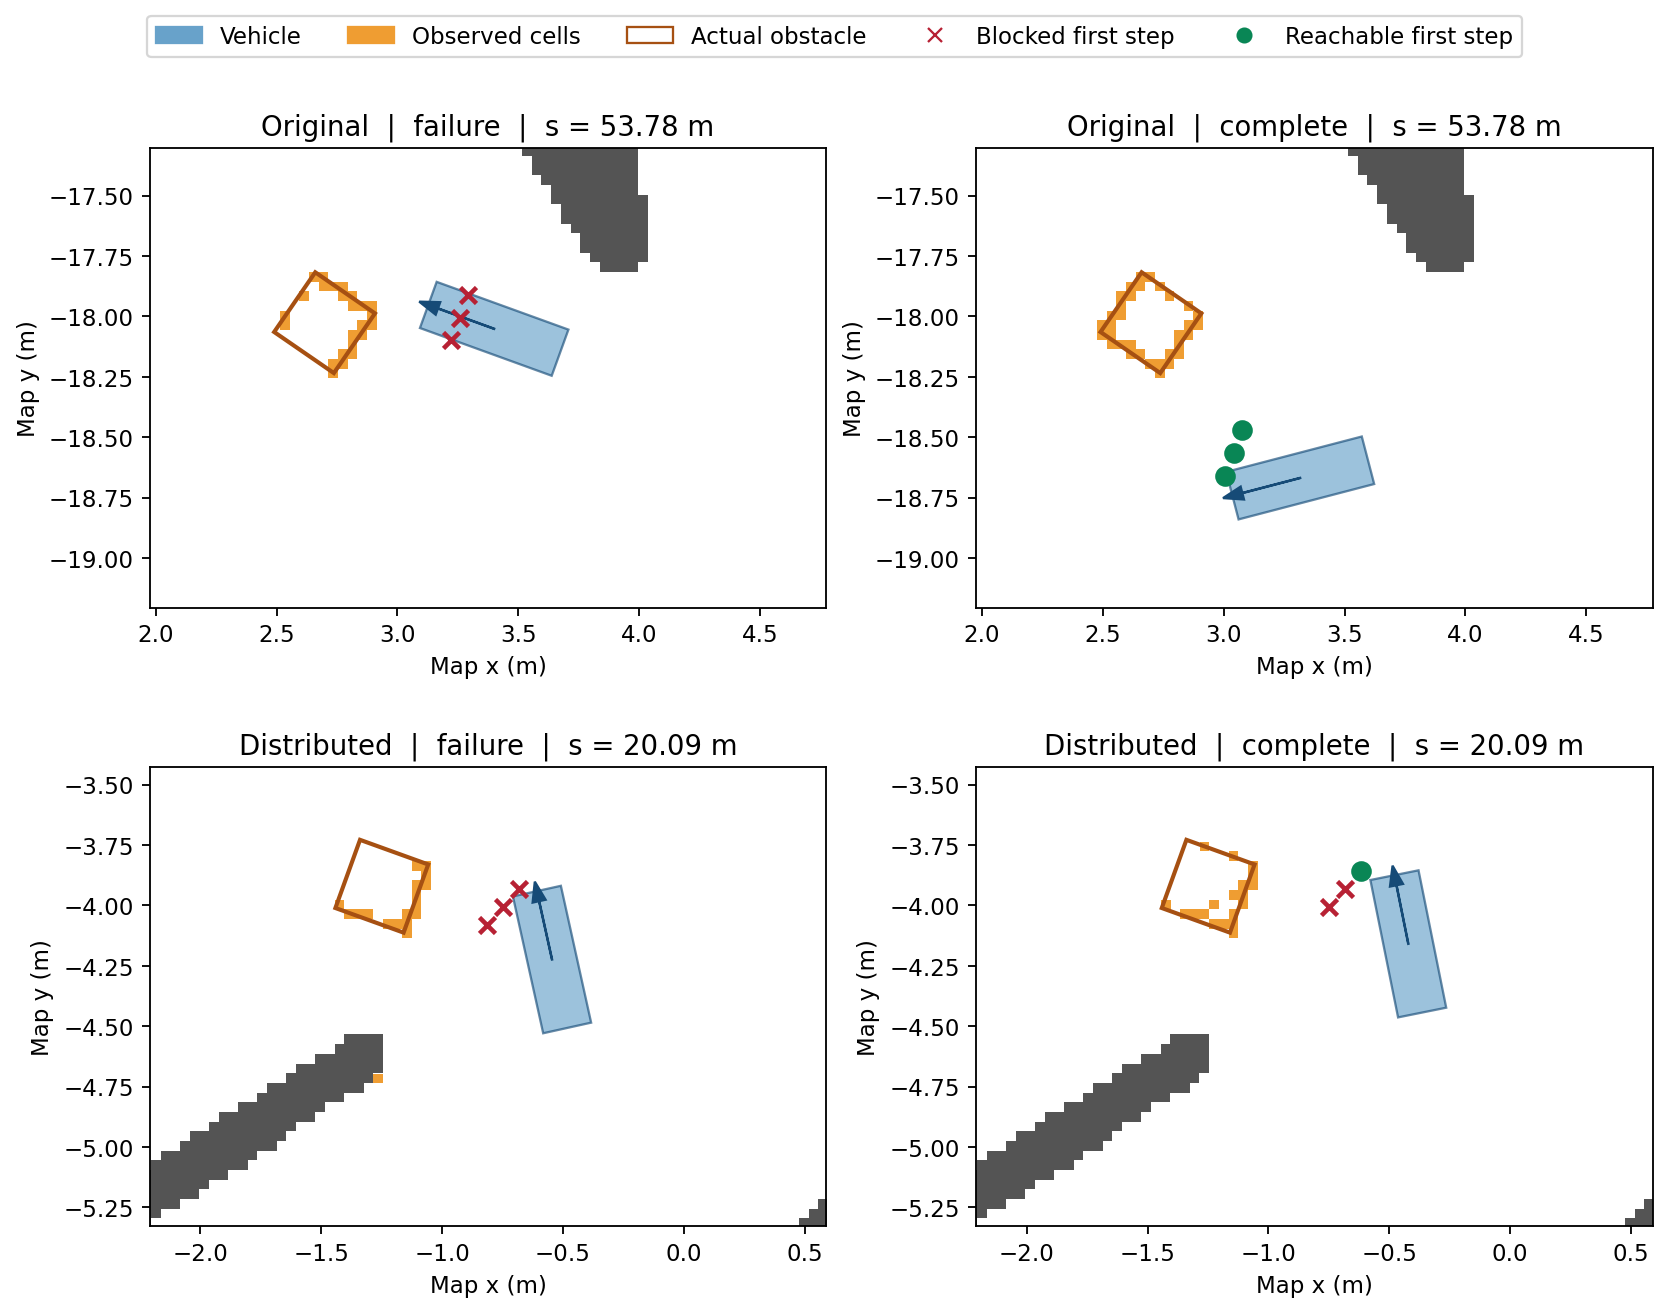 Vehicle Observed cells Actual obstacle Blocked first step Reachable first step
Original | failure | s = 53.78 m
−17.50
−17.75
−18.00
−18.25
−18.50
−18.75
−19.00
Map y (m)
2.0 2.5 3.0 3.5 4.0 4.5
Map x (m)
Original | complete | s = 53.78 m
−17.50
−17.75
−18.00
−18.25
−18.50
−18.75
−19.00
Map y (m)
2.0 2.5 3.0 3.5 4.0 4.5
Map x (m)
Distributed | failure | s = 20.09 m
−3.50
−3.75
−4.00
−4.25
−4.50
−4.75
−5.00
−5.25
Map y (m)
−2.0 −1.5 −1.0 −0.5 0.0 0.5
Map x (m)
Distributed | complete | s = 20.09 m
−3.50
−3.75
−4.00
−4.25
−4.50
−4.75
−5.00
−5.25
Map y (m)
−2.0 −1.5 −1.0 −0.5 0.0 0.5
Map x (m)